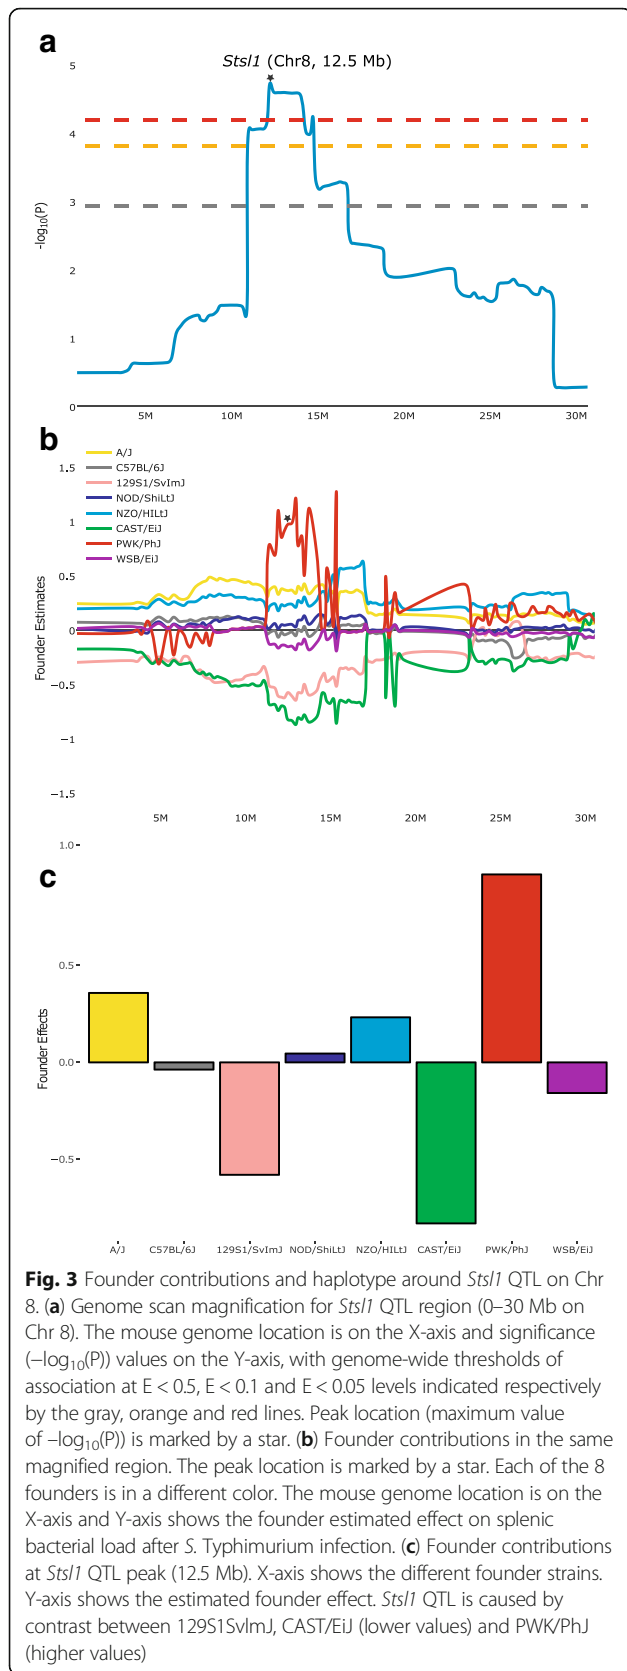 a
Stsl1 (Chr8, 12.5 Mb)
5
4
3
2
1
0
-log10(P)
5M 10M 15M 20M 25M 30M
b
A/J
C57BL/6J
129S1/SvImJ
NOD/ShiLtJ
NZO/HILtJ
CAST/EiJ
PWK/PhJ
WSB/EiJ
1.5
1
0.5
0
−0.5
−1
−1.5
Founder Estimates
5M 10M 15M 20M 25M 30M
c
1.0
0.5
0.0
−0.5
Founder Effects
A/J C57BL/6J 129S1/SvImJ NOD/ShiLtJ NZO/HILtJ CAST/EiJ PWK/PhJ WSB/EiJ
Fig. 3 Founder contributions and haplotype around Stsl1 QTL on Chr
8. (a) Genome scan magnification for Stsl1 QTL region (0–30 Mb on
Chr 8). The mouse genome location is on the X-axis and significance
(−log10(P)) values on the Y-axis, with genome-wide thresholds of
association at E < 0.5, E < 0.1 and E < 0.05 levels indicated respectively
by the gray, orange and red lines. Peak location (maximum value
of –log10(P)) is marked by a star. (b) Founder contributions in the same
magnified region. The peak location is marked by a star. Each of the 8
founders is in a different color. The mouse genome location is on the
X-axis and Y-axis shows the founder estimated effect on splenic
bacterial load after S. Typhimurium infection. (c) Founder contributions
at Stsl1 QTL peak (12.5 Mb). X-axis shows the different founder strains.
Y-axis shows the estimated founder effect. Stsl1 QTL is caused by
contrast between 129S1SvlmJ, CAST/EiJ (lower values) and PWK/PhJ
(higher values)